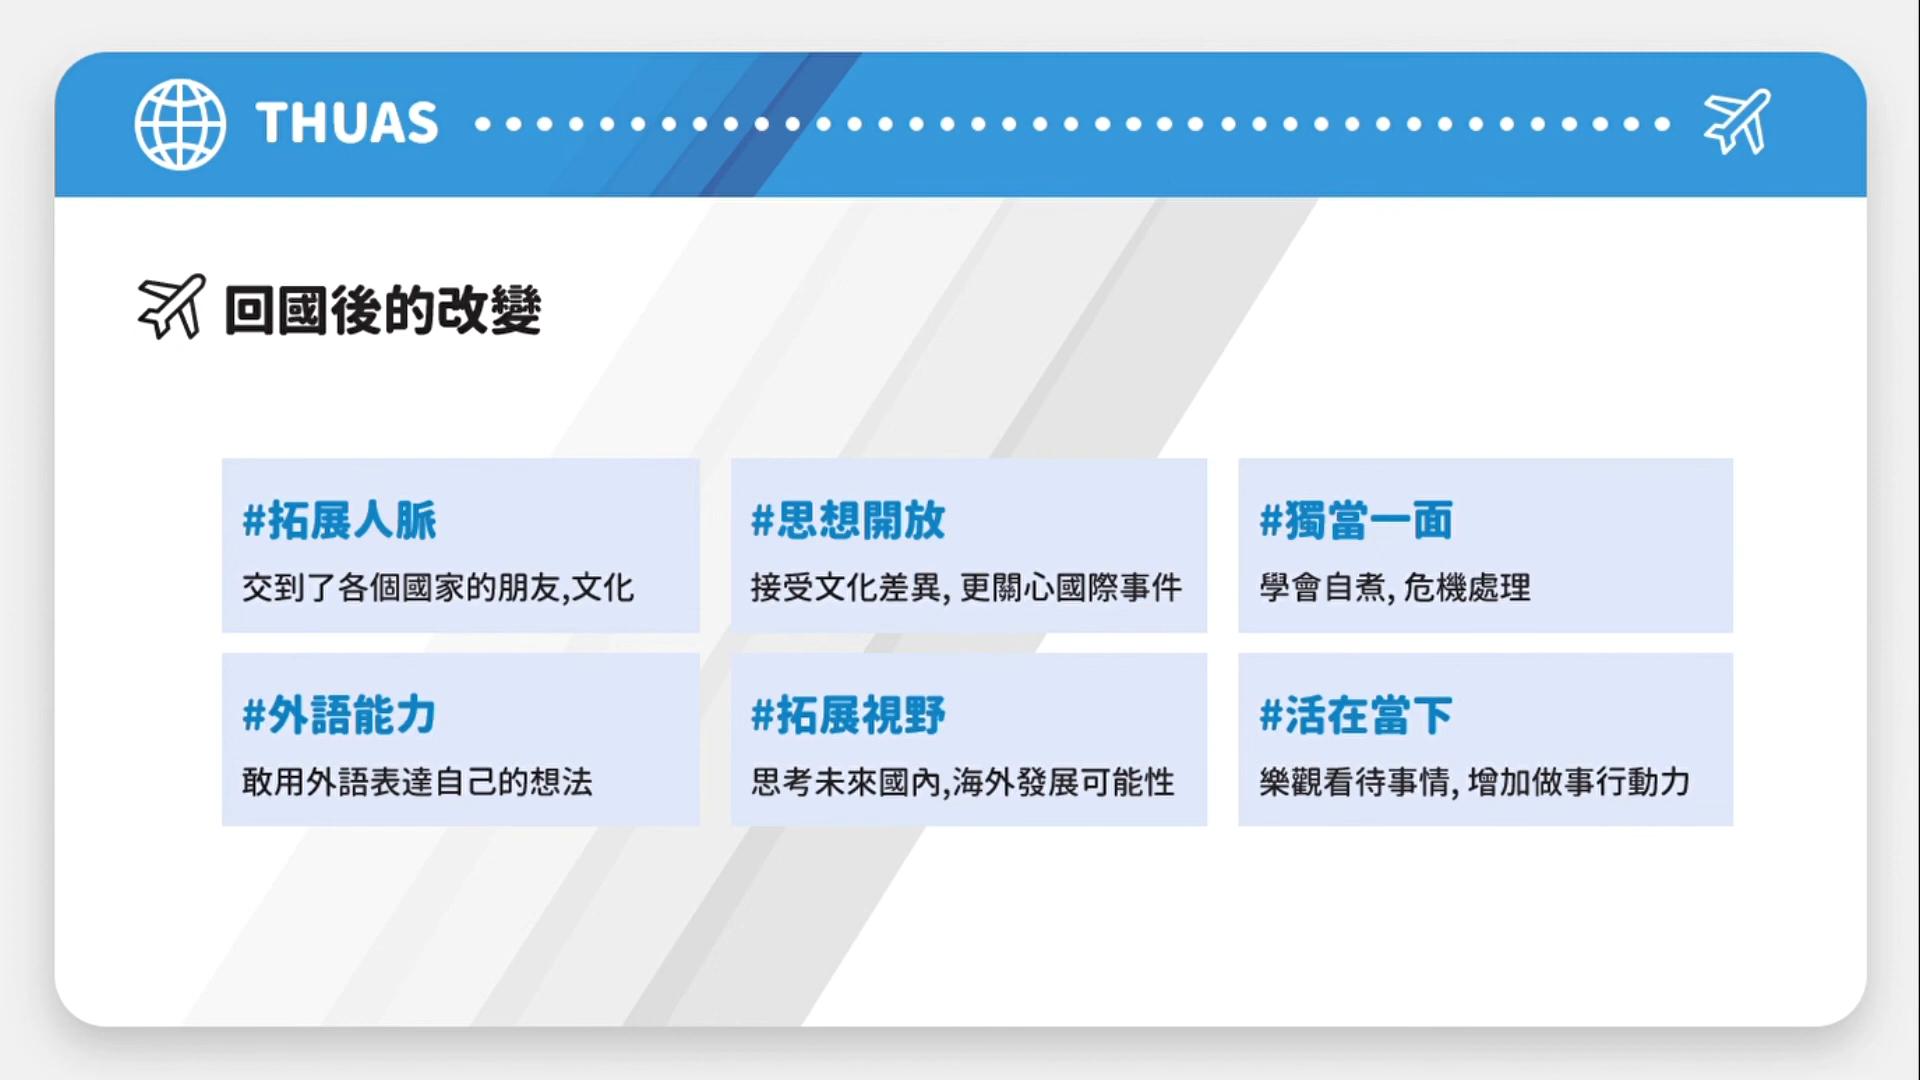 THUAS
回國後的改變
#拓展人脈
交到了各個國家的朋友,文化
#思想開放
接受文化差異, 更關心國際事件
#獨當一面
學會自煮, 危機處理
#外語能力
敢用外語表達自己的想法
#拓展視野
思考未來國內,海外發展可能性
#活在當下
樂觀看待事情, 增加做事行動力